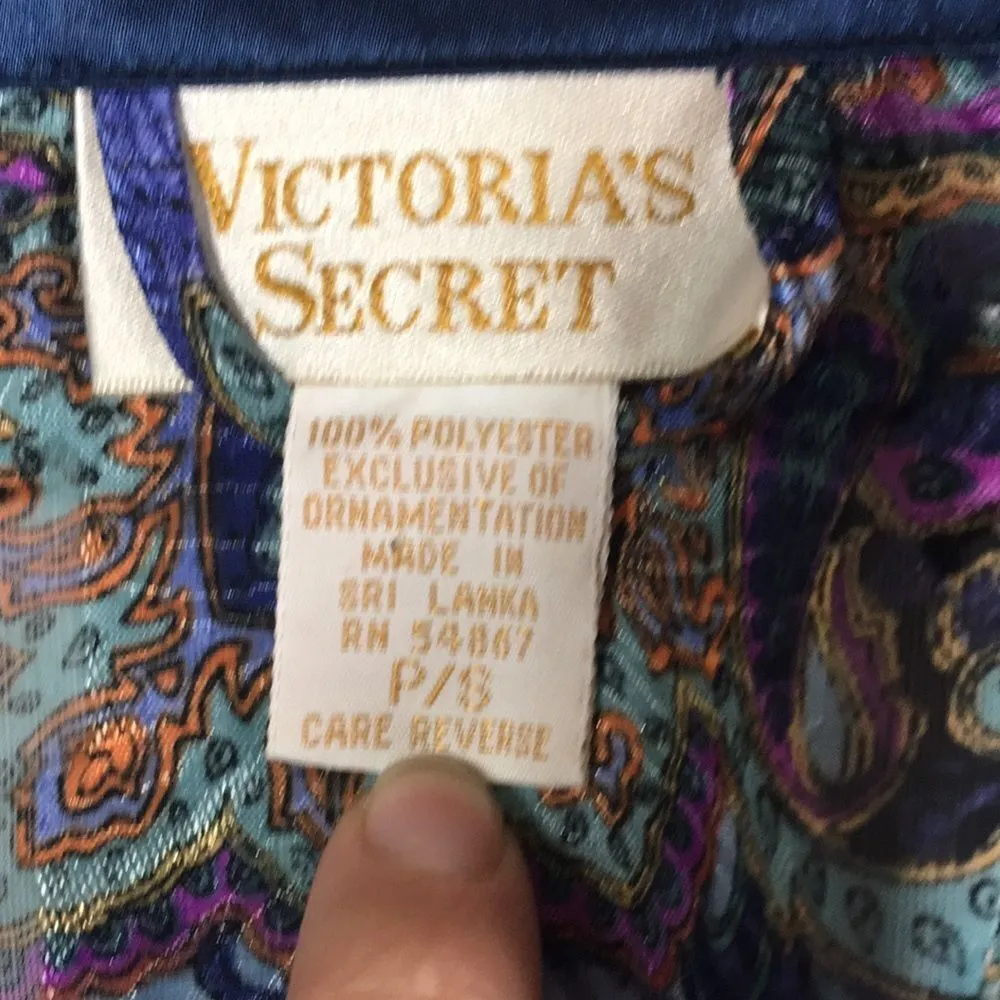 VICTORIA'S
SECRET
100% POLYESTER
EXCLUSIVE OF
ORNAMENTATION
MADE IN
SRI LANKA
RN 54867
P/S
CARE REVERSE